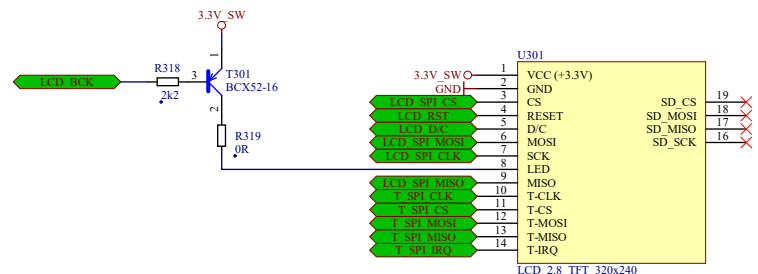 3.3V_SW
LCD_BCK
R318
2k2
3
1
T301
BCX52-16
2
R319
0R
U301
3.3V_SW 1 VCC (+3.3V)
GND 2 GND
LCD_SPI_CS 3 CS
LCD_RST 4 RESET
LCD_D/C 5 D/C
LCD_SPI_MOSI 6 MOSI
LCD_SPI_CLK 7 SCK
8 LED
LCD_SPI_MISO 9 MISO
T_SPI_CLK 10 T-CLK
T_SPI_CS 11 T-CS
T_SPI_MOSI 12 T-MOSI
T_SPI_MISO 13 T-MISO
T_SPI_IRQ 14 T-IRQ
SD_CS 19
SD_MOSI 18
SD_MISO 17
SD_SCK 16
LCD_2.8_TFT_320x240